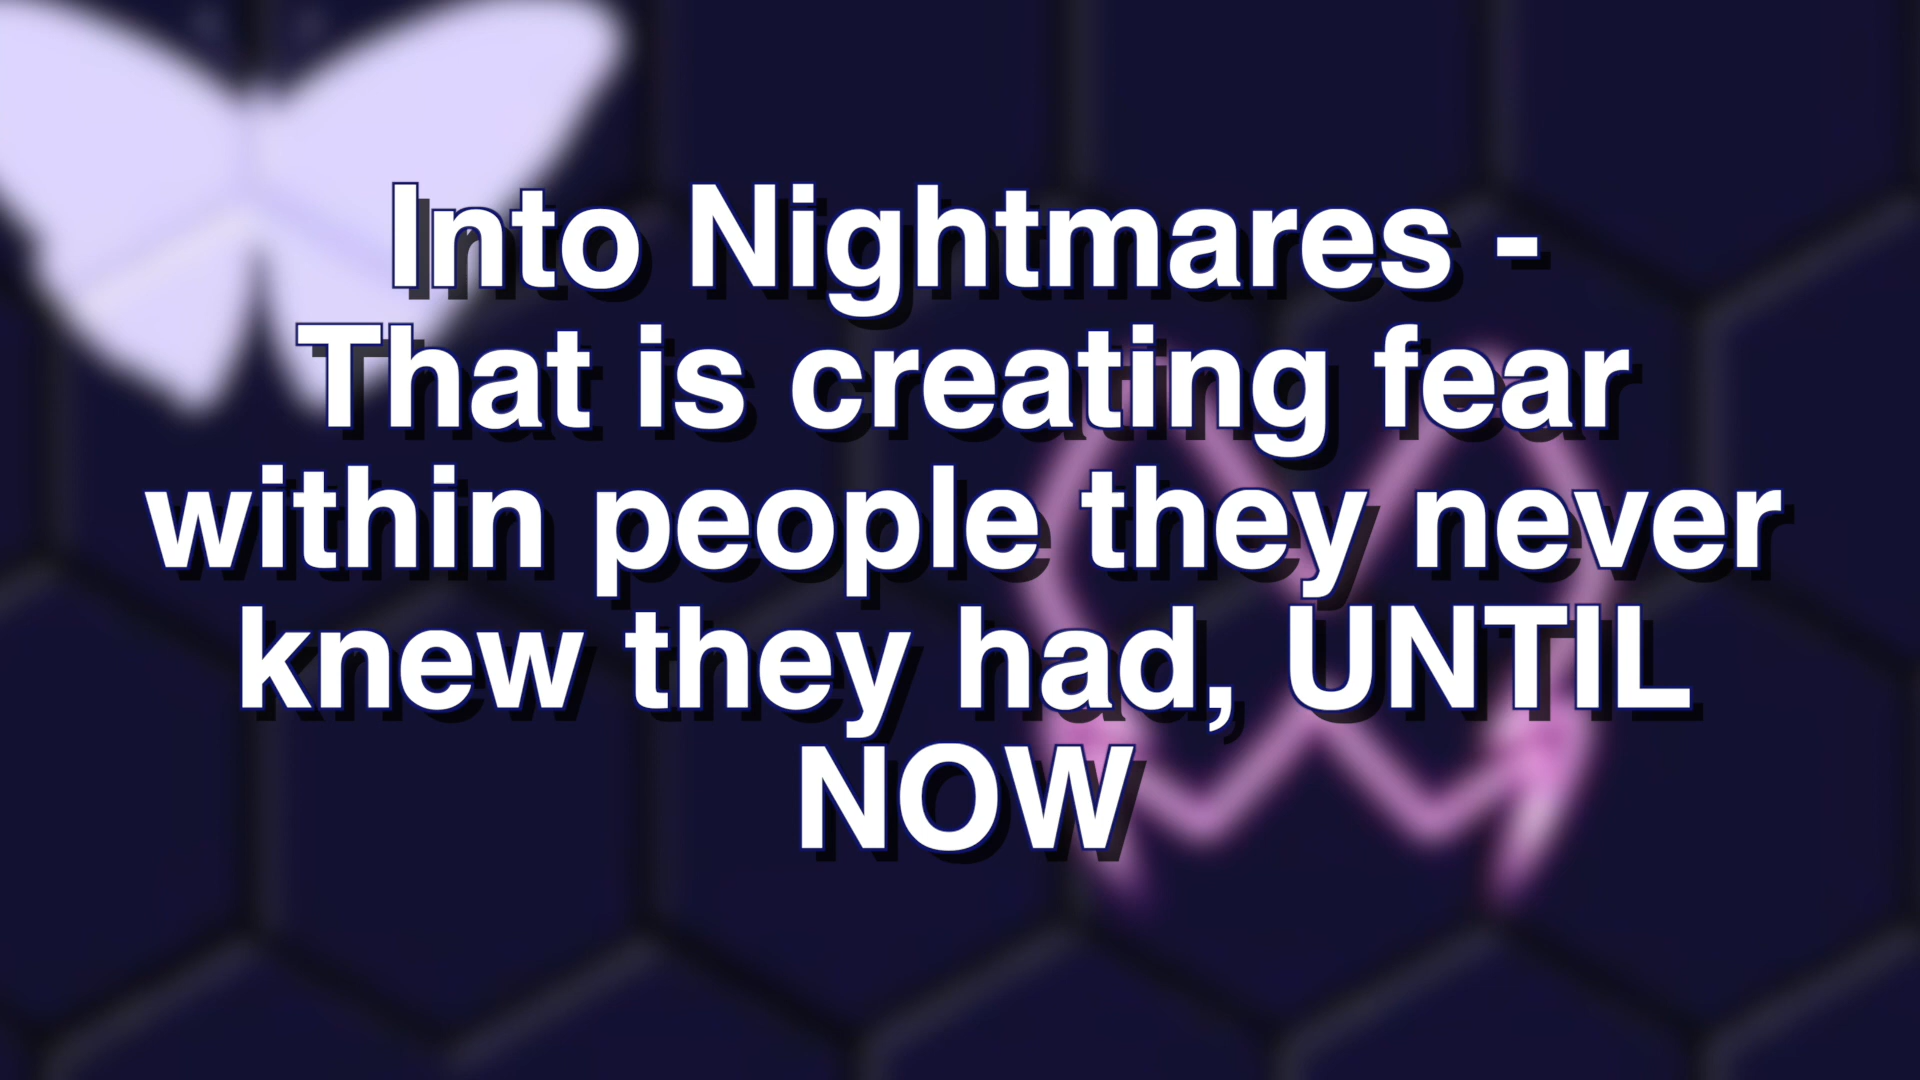 Into Nightmares -
That is creating fear
within people they never
knew they had, UNTIL
NOW